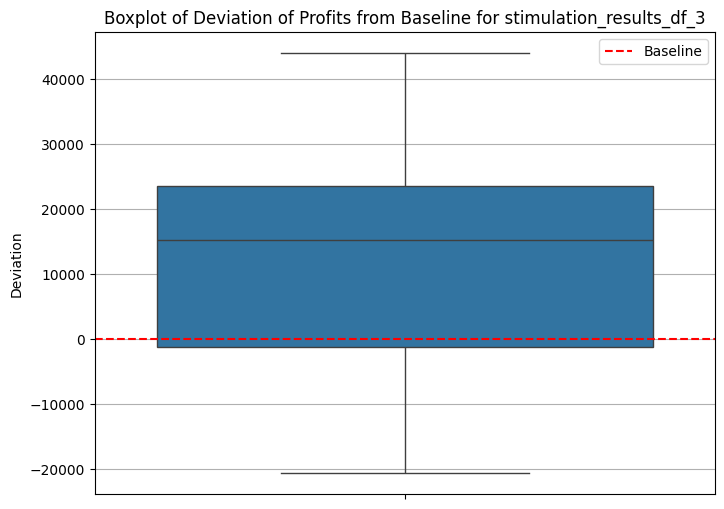 Boxplot of Deviation of Profits from Baseline for stimulation_results_df_3
Baseline
40000
30000
20000
10000
0
−10000
−20000
Deviation